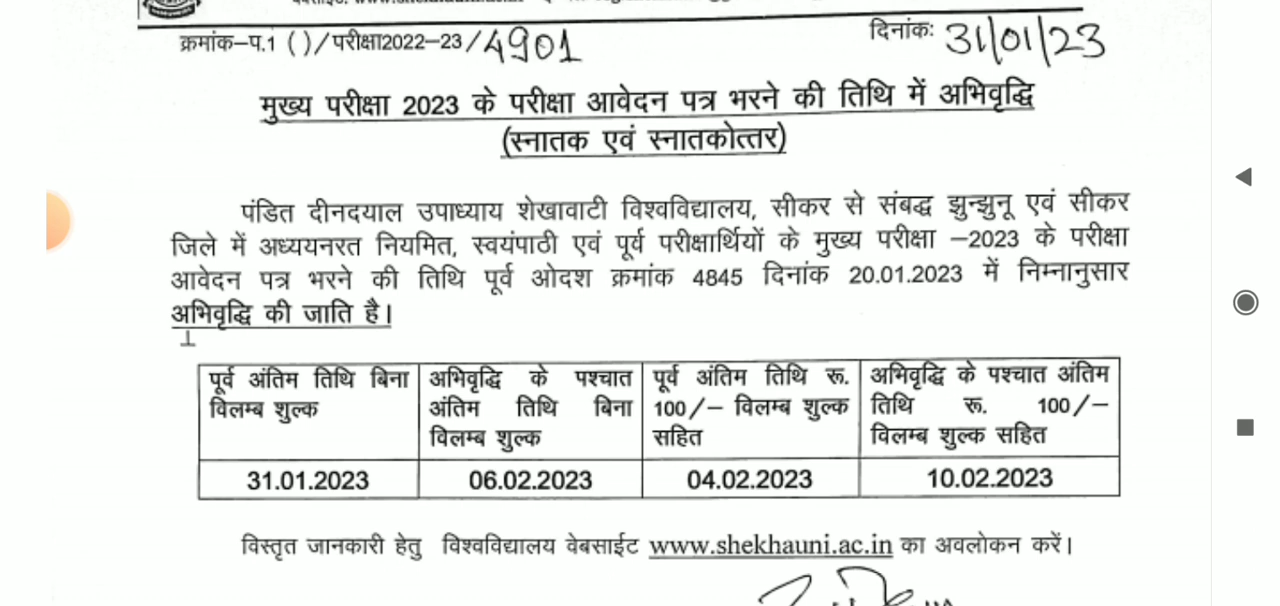 क्रमांक–प.1 ( )/परीक्षा2022–23/4901
दिनांकः 31/01/23
मुख्य परीक्षा 2023 के परीक्षा आवेदन पत्र भरने की तिथि में अभिवृद्धि
(स्नातक एवं स्नातकोत्तर)
पंडित दीनदयाल उपाध्याय शेखावाटी विश्वविद्यालय, सीकर से संबद्ध झुन्झुनू एवं सीकर
जिले में अध्ययनरत नियमित, स्वयंपाठी एवं पूर्व परीक्षार्थियों के मुख्य परीक्षा –2023 के परीक्षा
आवेदन पत्र भरने की तिथि पूर्व ओदश क्रमांक 4845 दिनांक 20.01.2023 में निम्नानुसार
अभिवृद्धि की जाति है।
पूर्व अंतिम तिथि बिना
विलम्ब शुल्क
अभिवृद्धि के पश्चात
अंतिम तिथि बिना
विलम्ब शुल्क
पूर्व अंतिम तिथि रू.
100/– विलम्ब शुल्क
सहित
अभिवृद्धि के पश्चात अंतिम
तिथि रू. 100/–
विलम्ब शुल्क सहित
31.01.2023
06.02.2023
04.02.2023
10.02.2023
विस्तृत जानकारी हेतु विश्वविद्यालय वेबसाईट www.shekhauni.ac.in का अवलोकन करें।